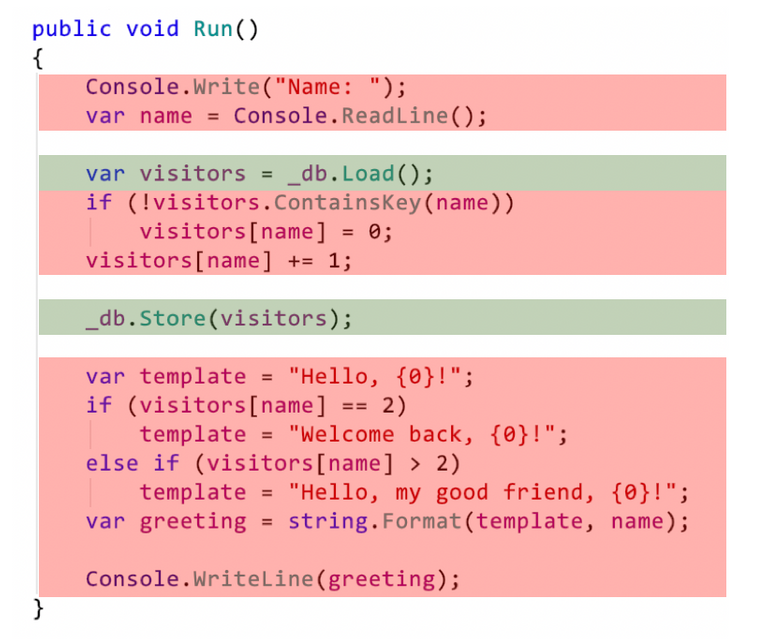 public void Run()
{
    Console.Write("Name: ");
    var name = Console.ReadLine();
    var visitors = _db.Load();
    if (!visitors.ContainsKey(name))
        visitors[name] = 0;
    visitors[name] += 1;
    _db.Store(visitors);
    var template = "Hello, {0}!";
    if (visitors[name] == 2)
        template = "Welcome back, {0}!";
    else if (visitors[name] > 2)
        template = "Hello, my good friend, {0}!";
    var greeting = string.Format(template, name);
    Console.WriteLine(greeting);
}